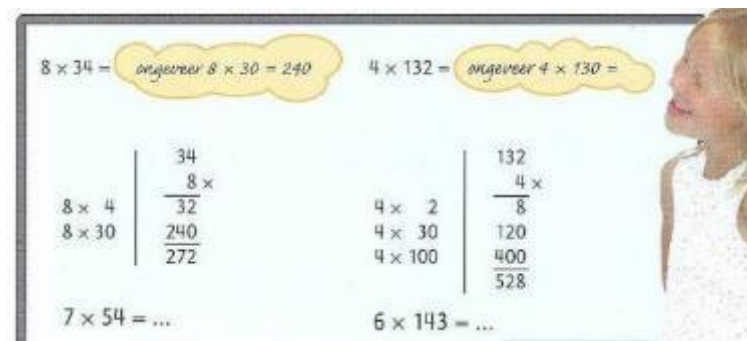 8 × 34 = ongeveer 8 × 30 = 240
34
8 ×
8 × 4 32
8 × 30 240
272
7 × 54 = ...
4 × 132 = ongeveer 4 × 130 =
132
4 ×
4 × 2 8
4 × 30 120
4 × 100 400
528
6 × 143 = ...